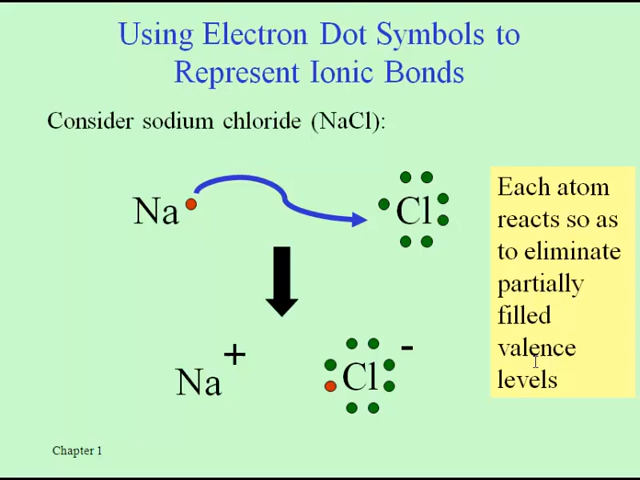 Using Electron Dot Symbols to
Represent Ionic Bonds
Consider sodium chloride (NaCl):
Na Cl
Each atom
reacts so as
to eliminate
partially
filled
valence
levels
Na+ Cl-
Chapter 1